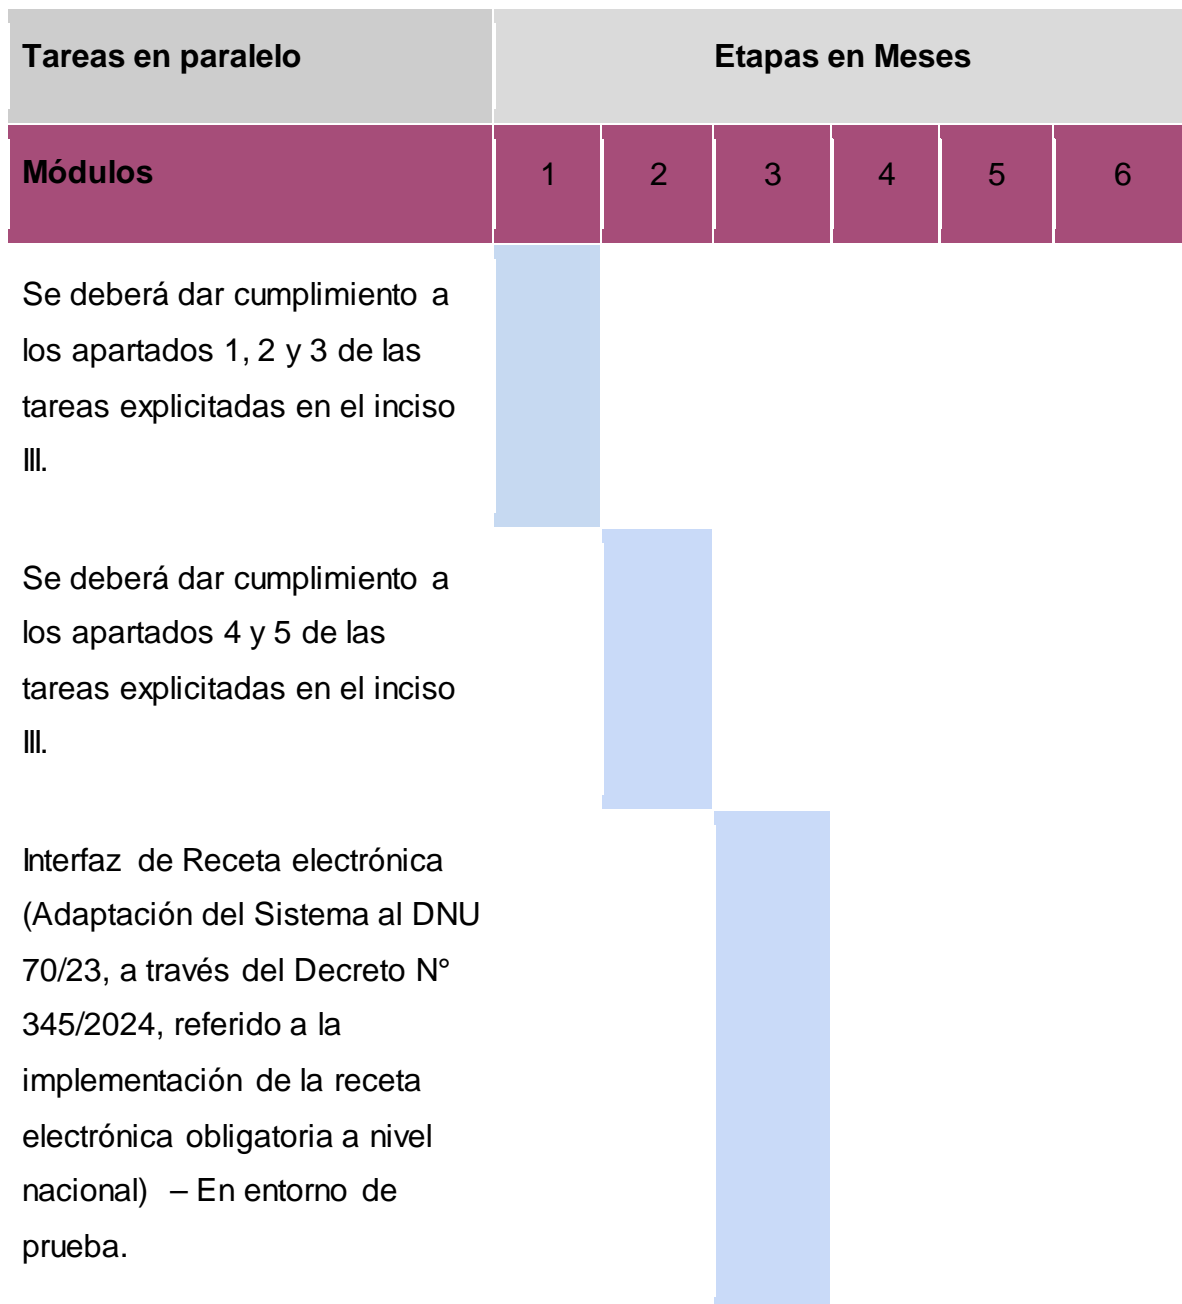 Tareas en paralelo
Etapas en Meses
Módulos 1 2 3 4 5 6
Se deberá dar cumplimiento a
los apartados 1, 2 y 3 de las
tareas explicitadas en el inciso
III.
Se deberá dar cumplimiento a
los apartados 4 y 5 de las
tareas explicitadas en el inciso
III.
Interfaz de Receta electrónica
(Adaptación del Sistema al DNU
70/23, a través del Decreto N°
345/2024, referido a la
implementación de la receta
electrónica obligatoria a nivel
nacional) – En entorno de
prueba.